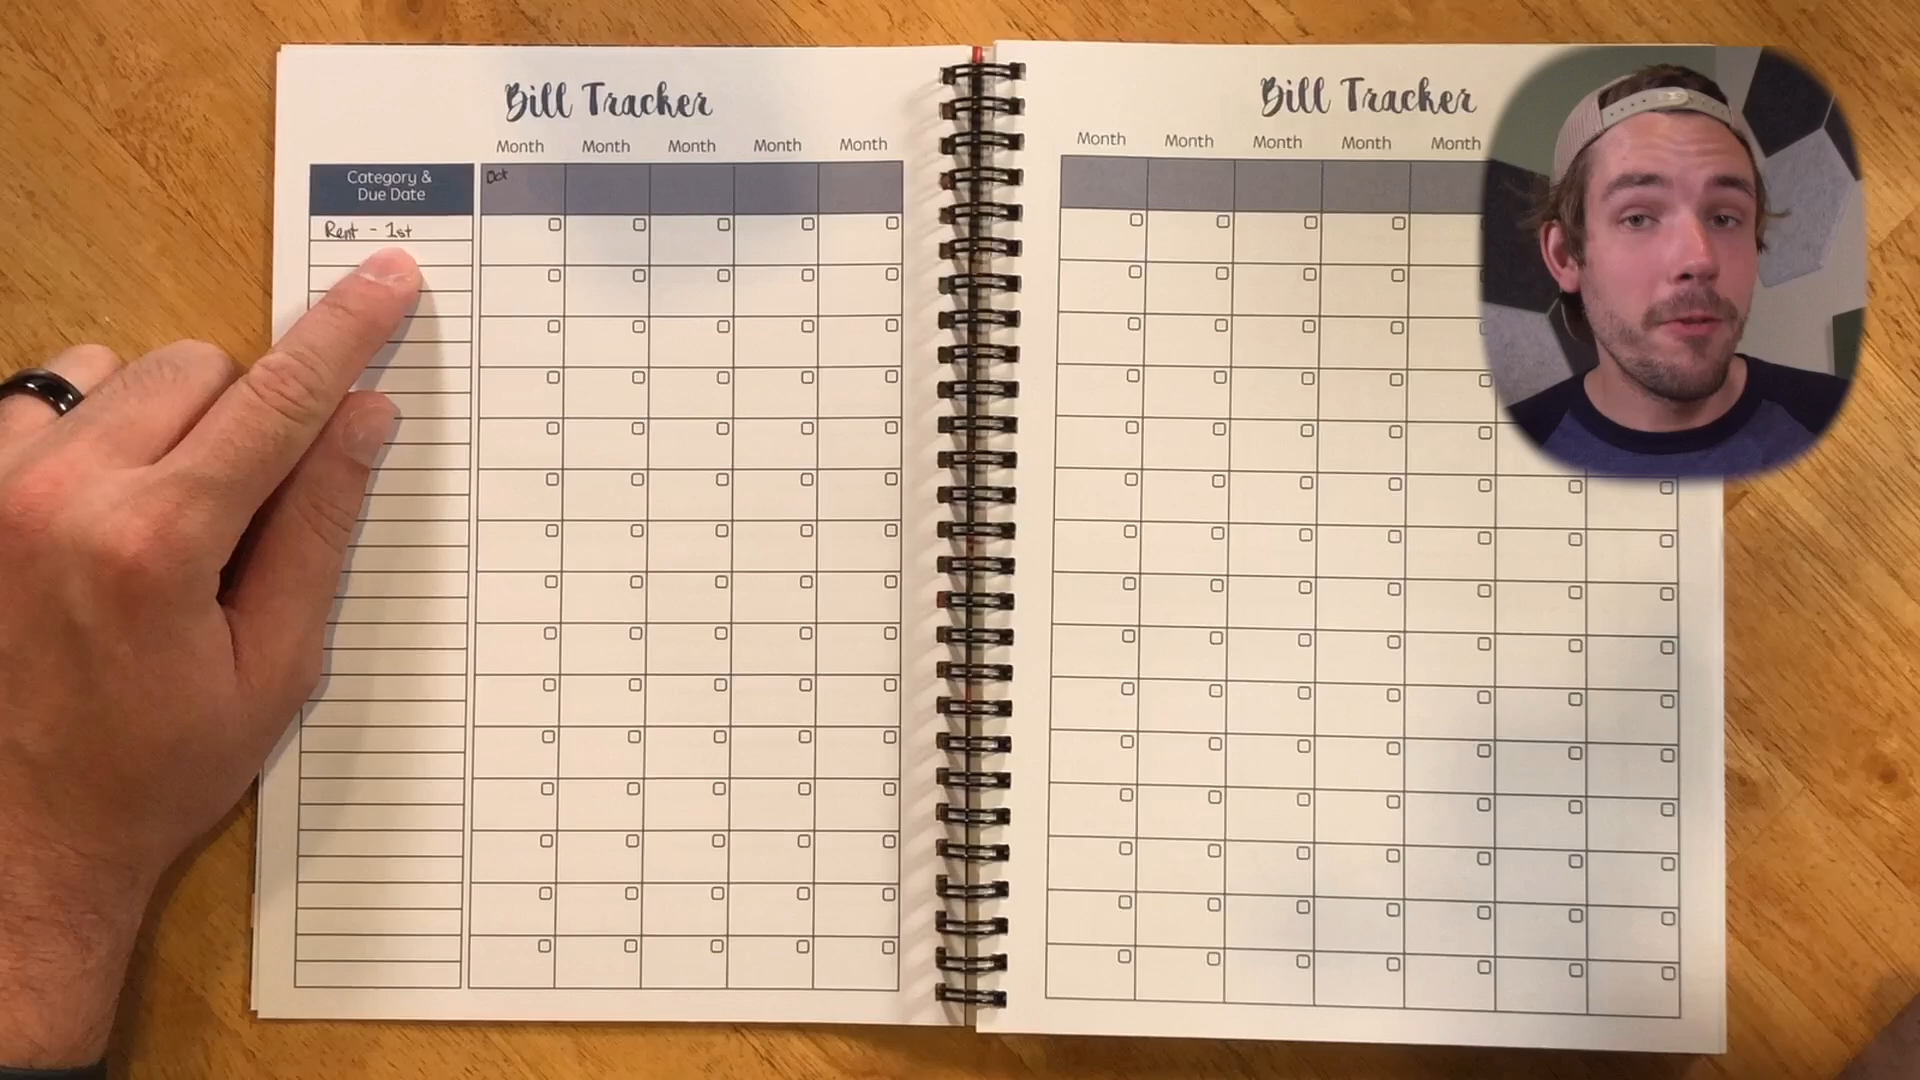 Bill Tracker
Month Month Month Month Month
Category &
Due Date
Oct
Rent - 1st
Bill Tracker
Month Month Month Month Month